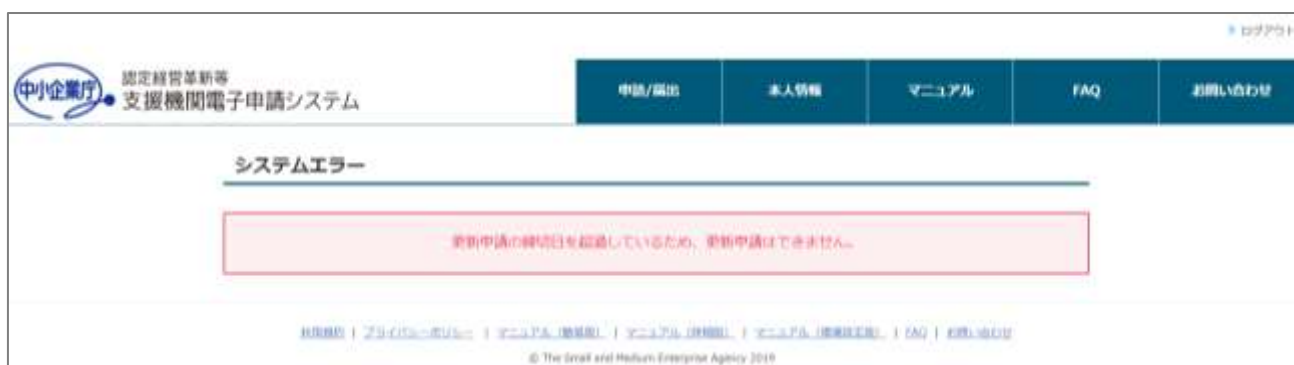 ログアウト
中小企業庁
認定経営革新等
支援機関電子申請システム
申請/届出
本人情報
マニュアル
FAQ
お問い合わせ
システムエラー
更新申請の締切日を超過しているため、更新申請はできません。
利用規約 | プライバシーポリシー | マニュアル（簡易版） | マニュアル（詳細版） | マニュアル（環境設定版） | FAQ | お問い合わせ
© The Small and Medium Enterprise Agency 2019